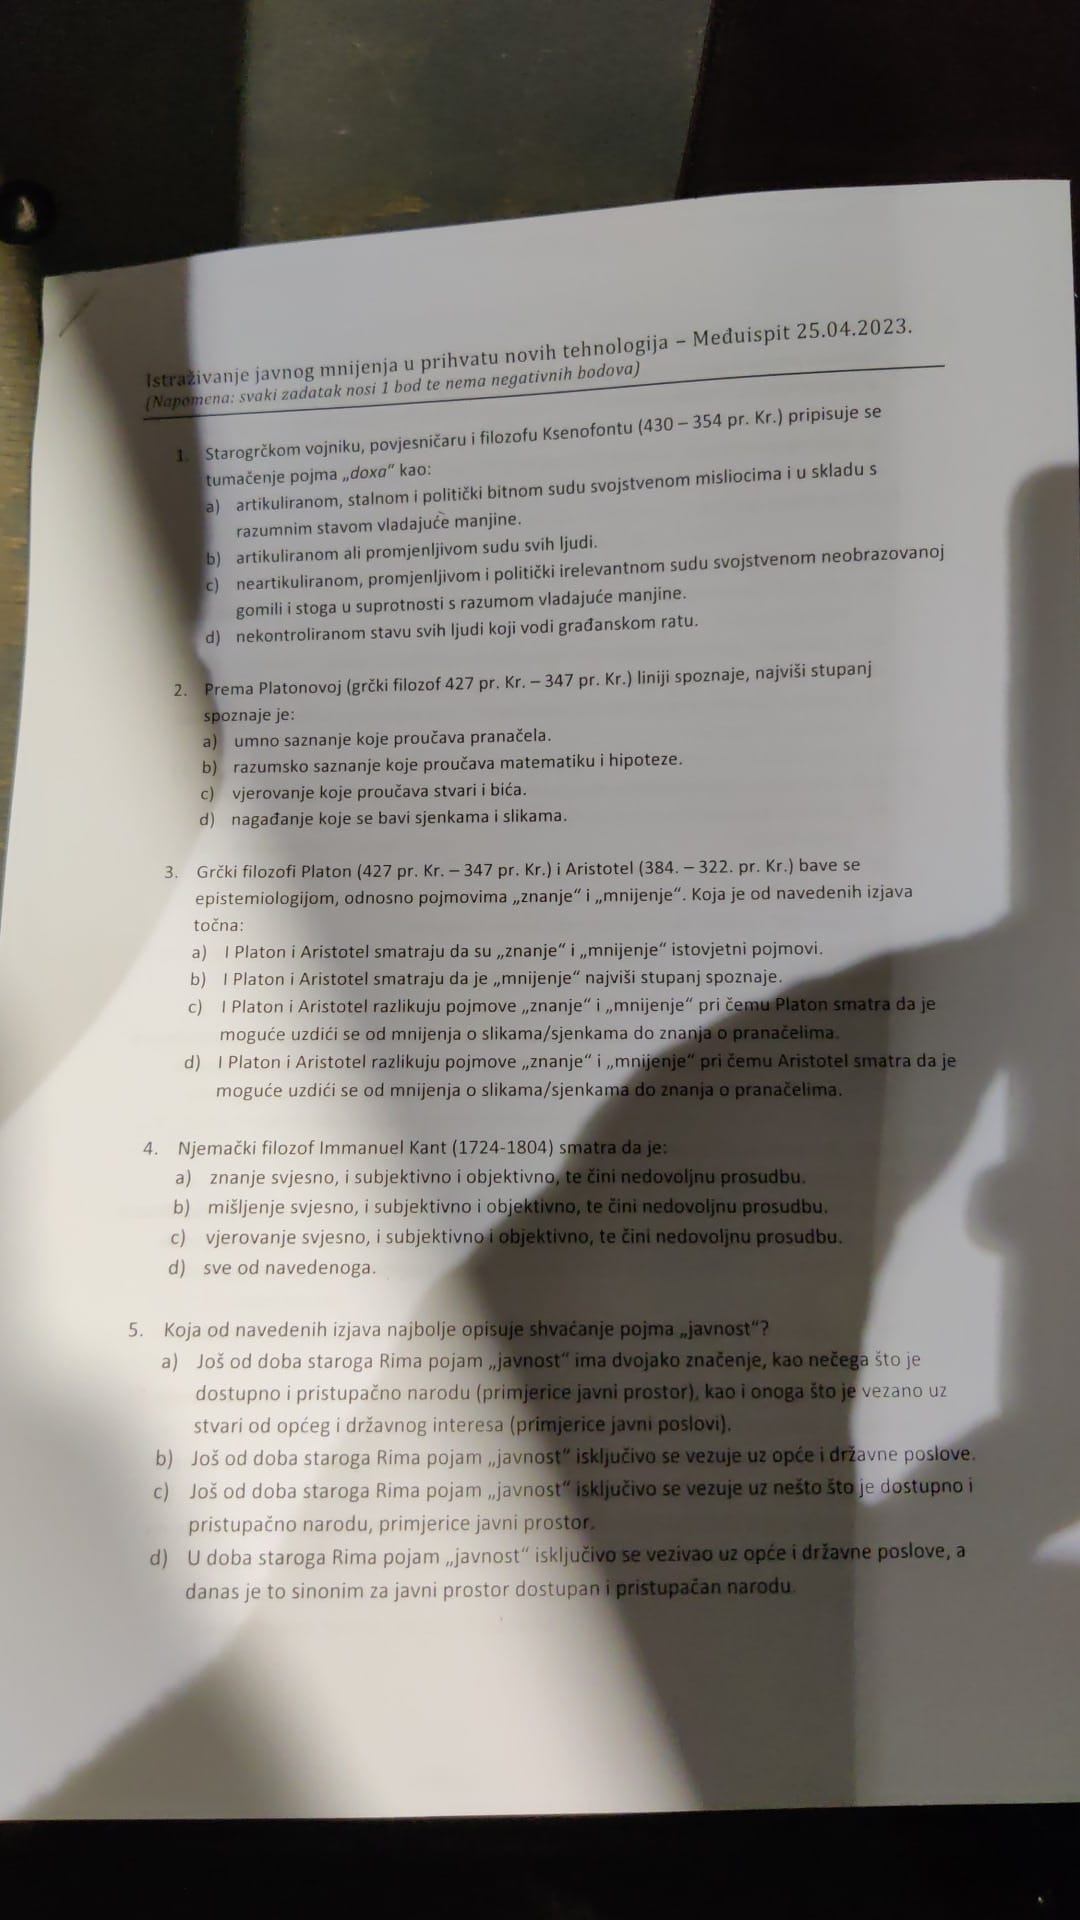 Istraživanje javnog mnijenja u prihvatu novih tehnologija – Međuispit 25.04.2023.
(Napomena: svaki zadatak nosi 1 bod te nema negativnih bodova)
1. Starogrčkom vojniku, povjesničaru i filozofu Ksenofontu (430 – 354 pr. Kr.) pripisuje se
tumačenje pojma „doxa“ kao:
a) artikuliranom, stalnom i politički bitnom sudu svojstvenom misliocima i u skladu s
razumnim stavom vladajuće manjine.
b) artikuliranom ali promjenljivom sudu svih ljudi.
c) neartikuliranom, promjenljivom i politički irelevantnom sudu svojstvenom neobrazovanoj
gomili i stoga u suprotnosti s razumom vladajuće manjine.
d) nekontroliranom stavu svih ljudi koji vodi građanskom ratu.
2. Prema Platonovoj (grčki filozof 427 pr. Kr. – 347 pr. Kr.) liniji spoznaje, najviši stupanj
spoznaje je:
a) umno saznanje koje proučava pranačela.
b) razumsko saznanje koje proučava matematiku i hipoteze.
c) vjerovanje koje proučava stvari i bića.
d) nagađanje koje se bavi sjenkama i slikama.
3. Grčki filozofi Platon (427 pr. Kr. – 347 pr. Kr.) i Aristotel (384. – 322. pr. Kr.) bave se
epistemiologijom, odnosno pojmovima „znanje“ i „mnijenje“. Koja je od navedenih izjava
točna:
a) I Platon i Aristotel smatraju da su „znanje“ i „mnijenje“ istovjetni pojmovi.
b) I Platon i Aristotel smatraju da je „mnijenje“ najviši stupanj spoznaje.
c) I Platon i Aristotel razlikuju pojmove „znanje“ i „mnijenje“ pri čemu Platon smatra da je
moguće uzdići se od mnijenja o slikama/sjenkama do znanja o pranačelima.
d) I Platon i Aristotel razlikuju pojmove „znanje“ i „mnijenje“ pri čemu Aristotel smatra da je
moguće uzdići se od mnijenja o slikama/sjenkama do znanja o pranačelima.
4. Njemački filozof Immanuel Kant (1724-1804) smatra da je:
a) znanje svjesno, i subjektivno i objektivno, te čini nedovoljnu prosudbu.
b) mišljenje svjesno, i subjektivno i objektivno, te čini nedovoljnu prosudbu.
c) vjerovanje svjesno, i subjektivno i objektivno, te čini nedovoljnu prosudbu.
d) sve od navedenoga.
5. Koja od navedenih izjava najbolje opisuje shvaćanje pojma „javnost“?
a) Još od doba staroga Rima pojam „javnost“ ima dvojako značenje, kao nečega što je
dostupno i pristupačno narodu (primjerice javni prostor), kao i onoga što je vezano uz
stvari od općeg i državnog interesa (primjerice javni poslovi).
b) Još od doba staroga Rima pojam „javnost“ isključivo se vezuje uz opće i državne poslove.
c) Još od doba staroga Rima pojam „javnost“ isključivo se vezuje uz nešto što je dostupno i
pristupačno narodu, primjerice javni prostor.
d) U doba staroga Rima pojam „javnost“ isključivo se vezivao uz opće i državne poslove, a
danas je to sinonim za javni prostor dostupan i pristupačan narodu.